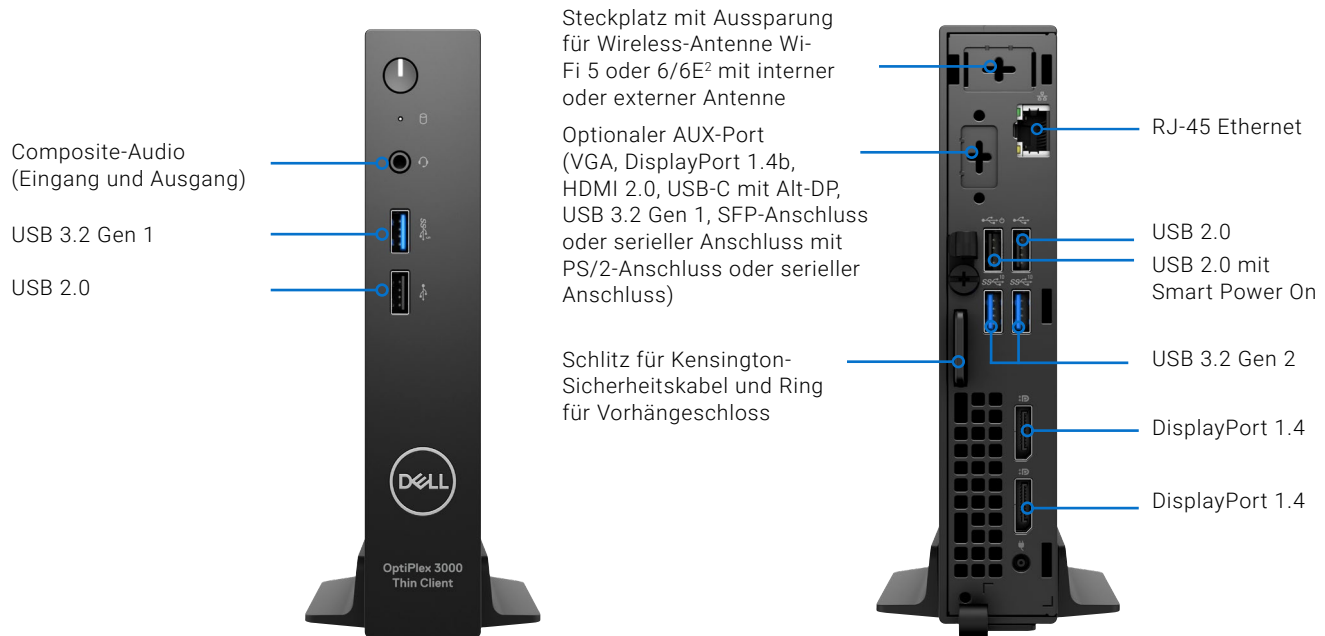 Composite-Audio
(Eingang und Ausgang)
USB 3.2 Gen 1
USB 2.0
DELL
OptiPlex 3000
Thin Client
Steckplatz mit Aussparung
für Wireless-Antenne Wi-
Fi 5 oder 6/6E² mit interner
oder externer Antenne
Optionaler AUX-Port
(VGA, DisplayPort 1.4b,
HDMI 2.0, USB-C mit Alt-DP,
USB 3.2 Gen 1, SFP-Anschluss
oder serieller Anschluss mit
PS/2-Anschluss oder serieller
Anschluss)
Schlitz für Kensington-
Sicherheitskabel und Ring
für Vorhängeschloss
RJ-45 Ethernet
USB 2.0
USB 2.0 mit
Smart Power On
USB 3.2 Gen 2
DisplayPort 1.4
DisplayPort 1.4